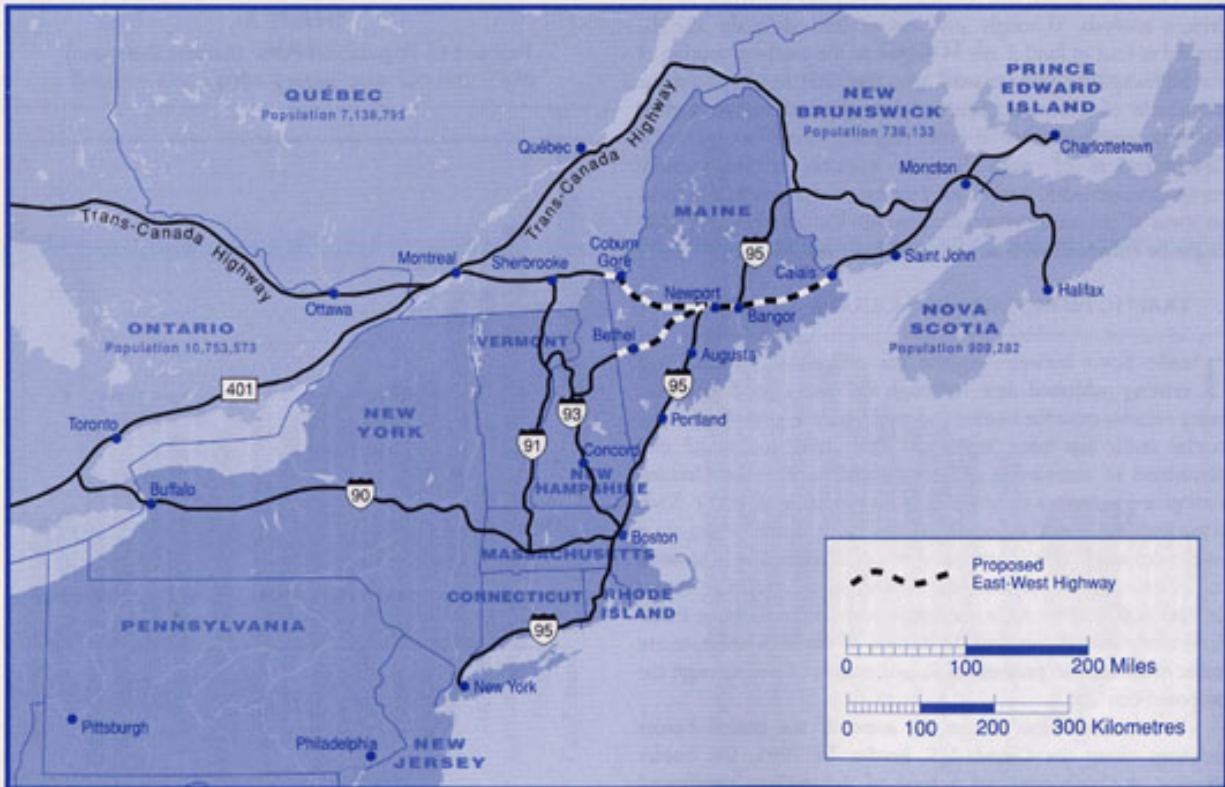 QUÉBEC
Population 7,138,795
NEW
BRUNSWICK
Population 738,133
PRINCE
EDWARD
ISLAND
Charlottetown
Moncton
Québec
Trans-Canada Highway
Trans-Canada Highway
MAINE
Montreal
Sherbrooke
Coburn
Gore
95
Calais
Saint John
Ottawa
Newport
Bangor
Halifax
ONTARIO
Population 10,753,573
VERMONT
Bethel
Augusta
NOVA
SCOTIA
Population 909,282
401
95
NEW
YORK
93
Portland
Toronto
91
Concord
NEW
HAMPSHIRE
Buffalo
90
Boston
MASSACHUSETTS
CONNECTICUT
RHODE
ISLAND
PENNSYLVANIA
95
New York
Pittsburgh
Philadelphia
NEW
JERSEY
Proposed
East-West Highway
0 100 200 Miles
0 100 200 300 Kilometres